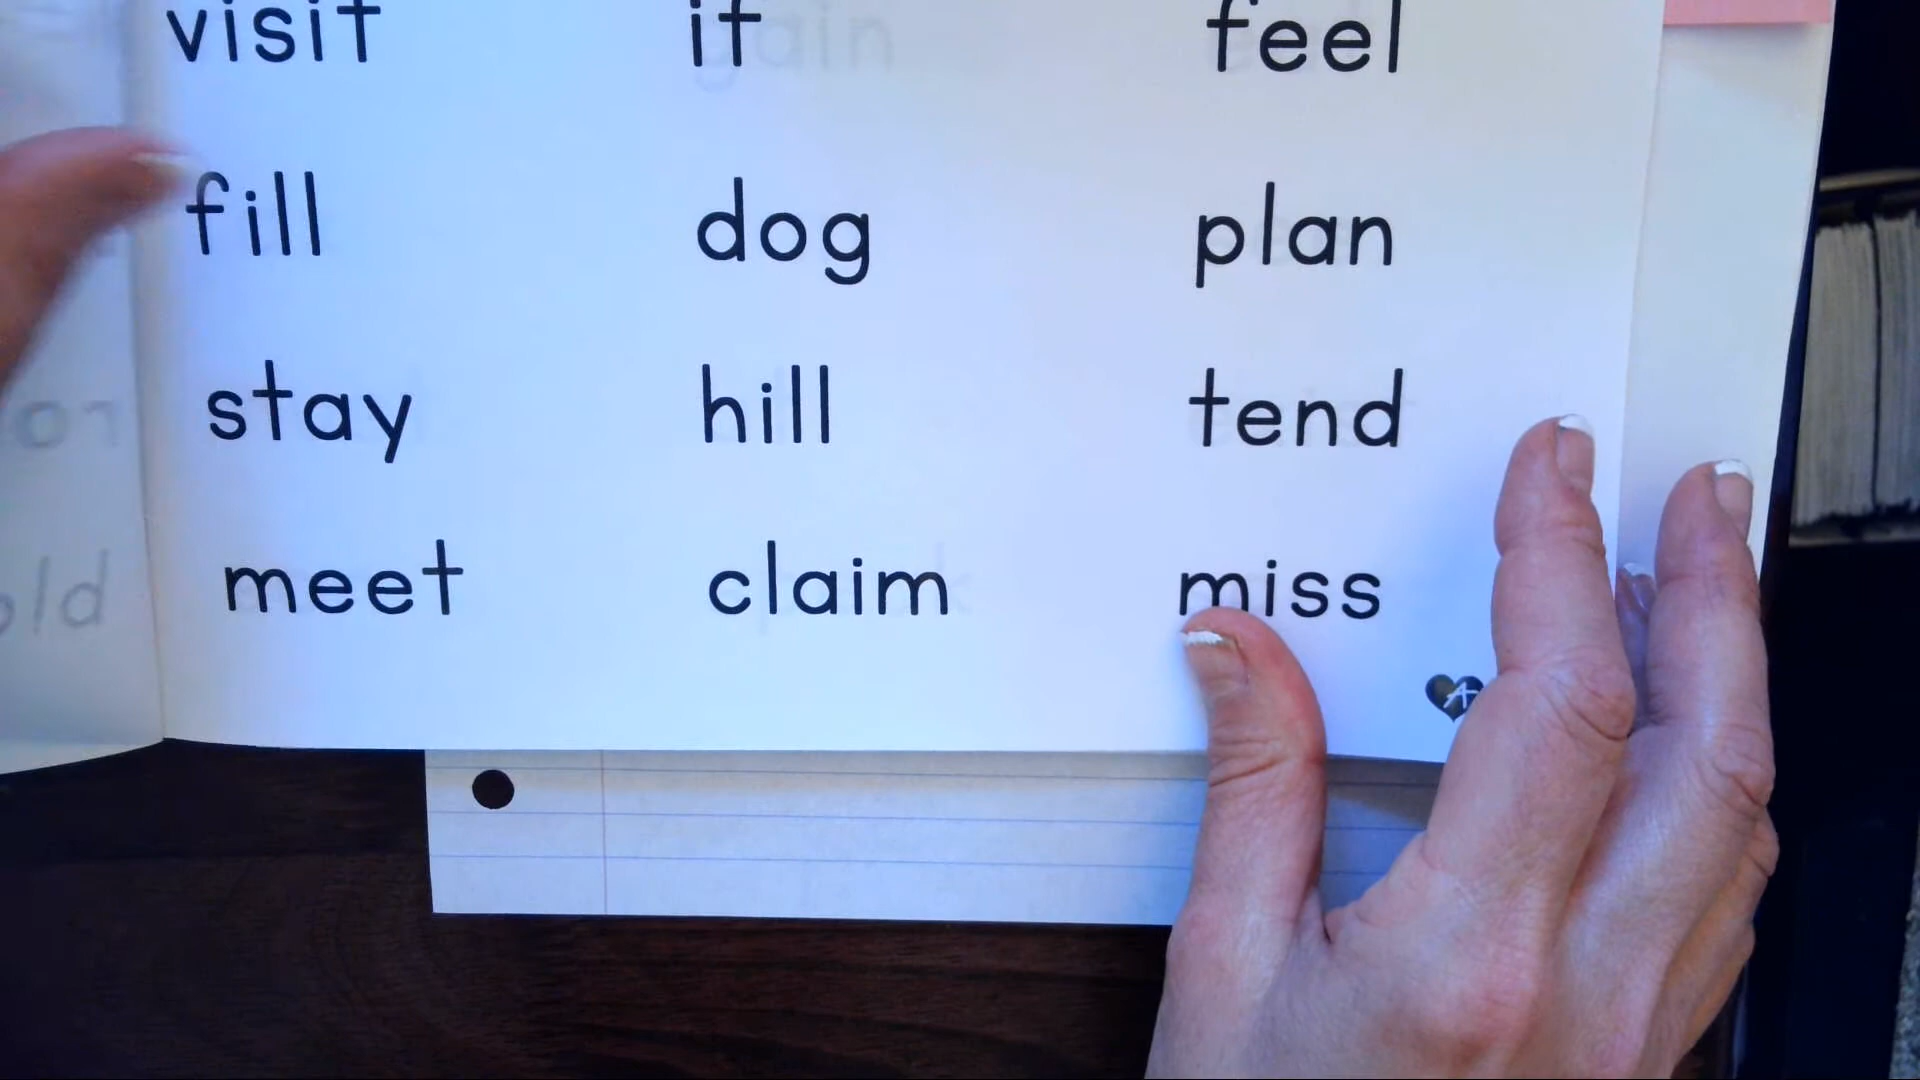 visit if feel
fill dog plan
stay hill tend
meet claim miss
A